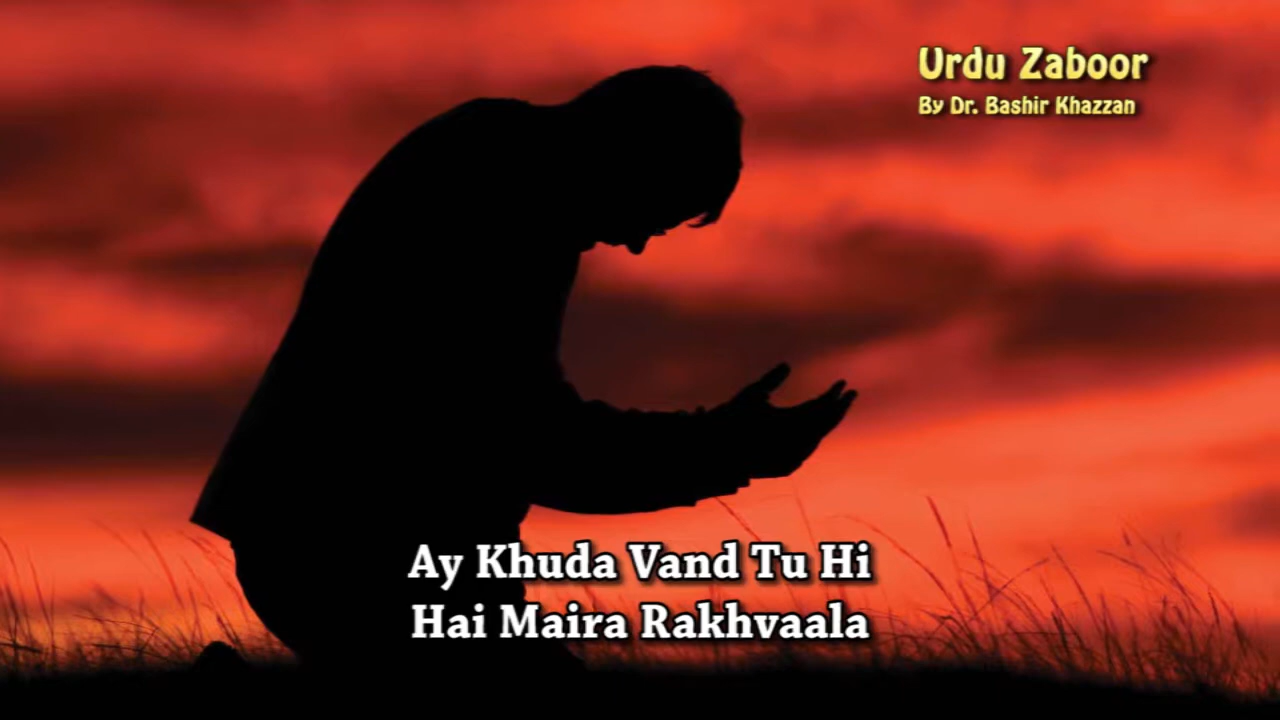 Urdu Zaboor
By Dr. Bashir Khazzan
Ay Khuda Vand Tu Hi
Hai Maira Rakhvaala